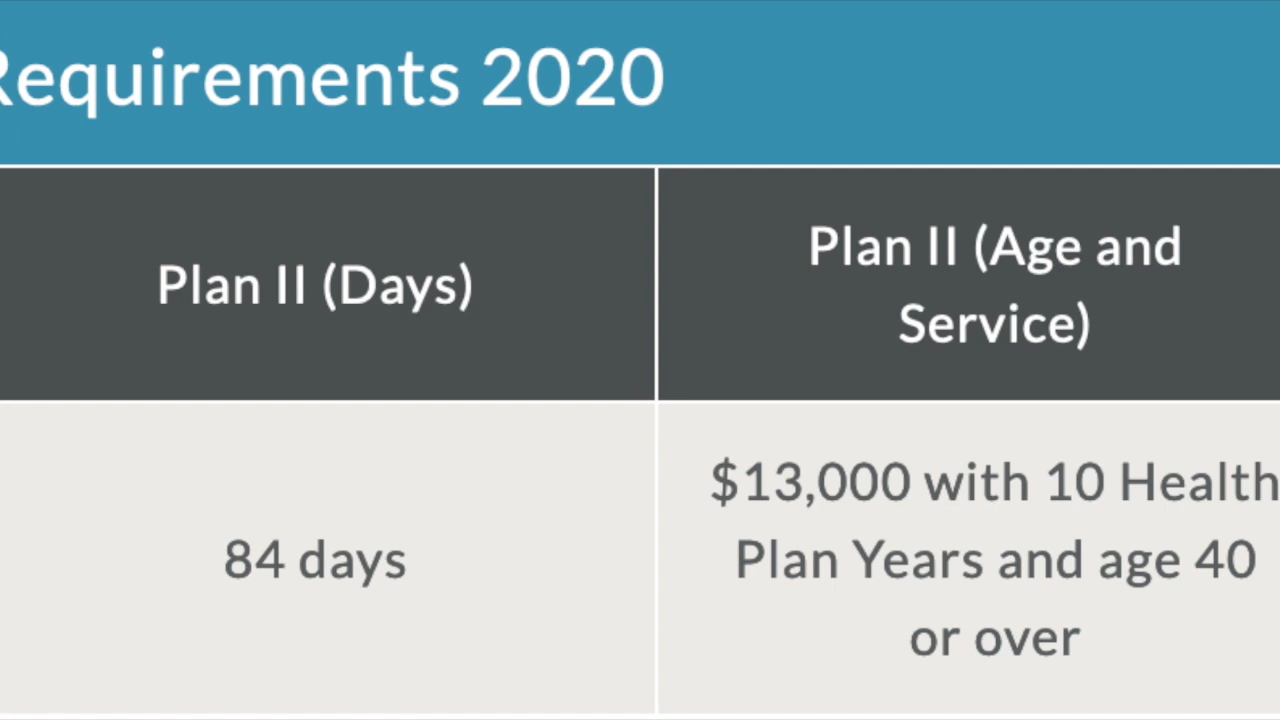 Requirements 2020
Plan II (Days)
Plan II (Age and
Service)
84 days
$13,000 with 10 Health
Plan Years and age 40
or over